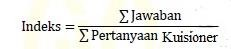 Indeks = ∑Jawaban / ∑Pertanyaan Kuisioner